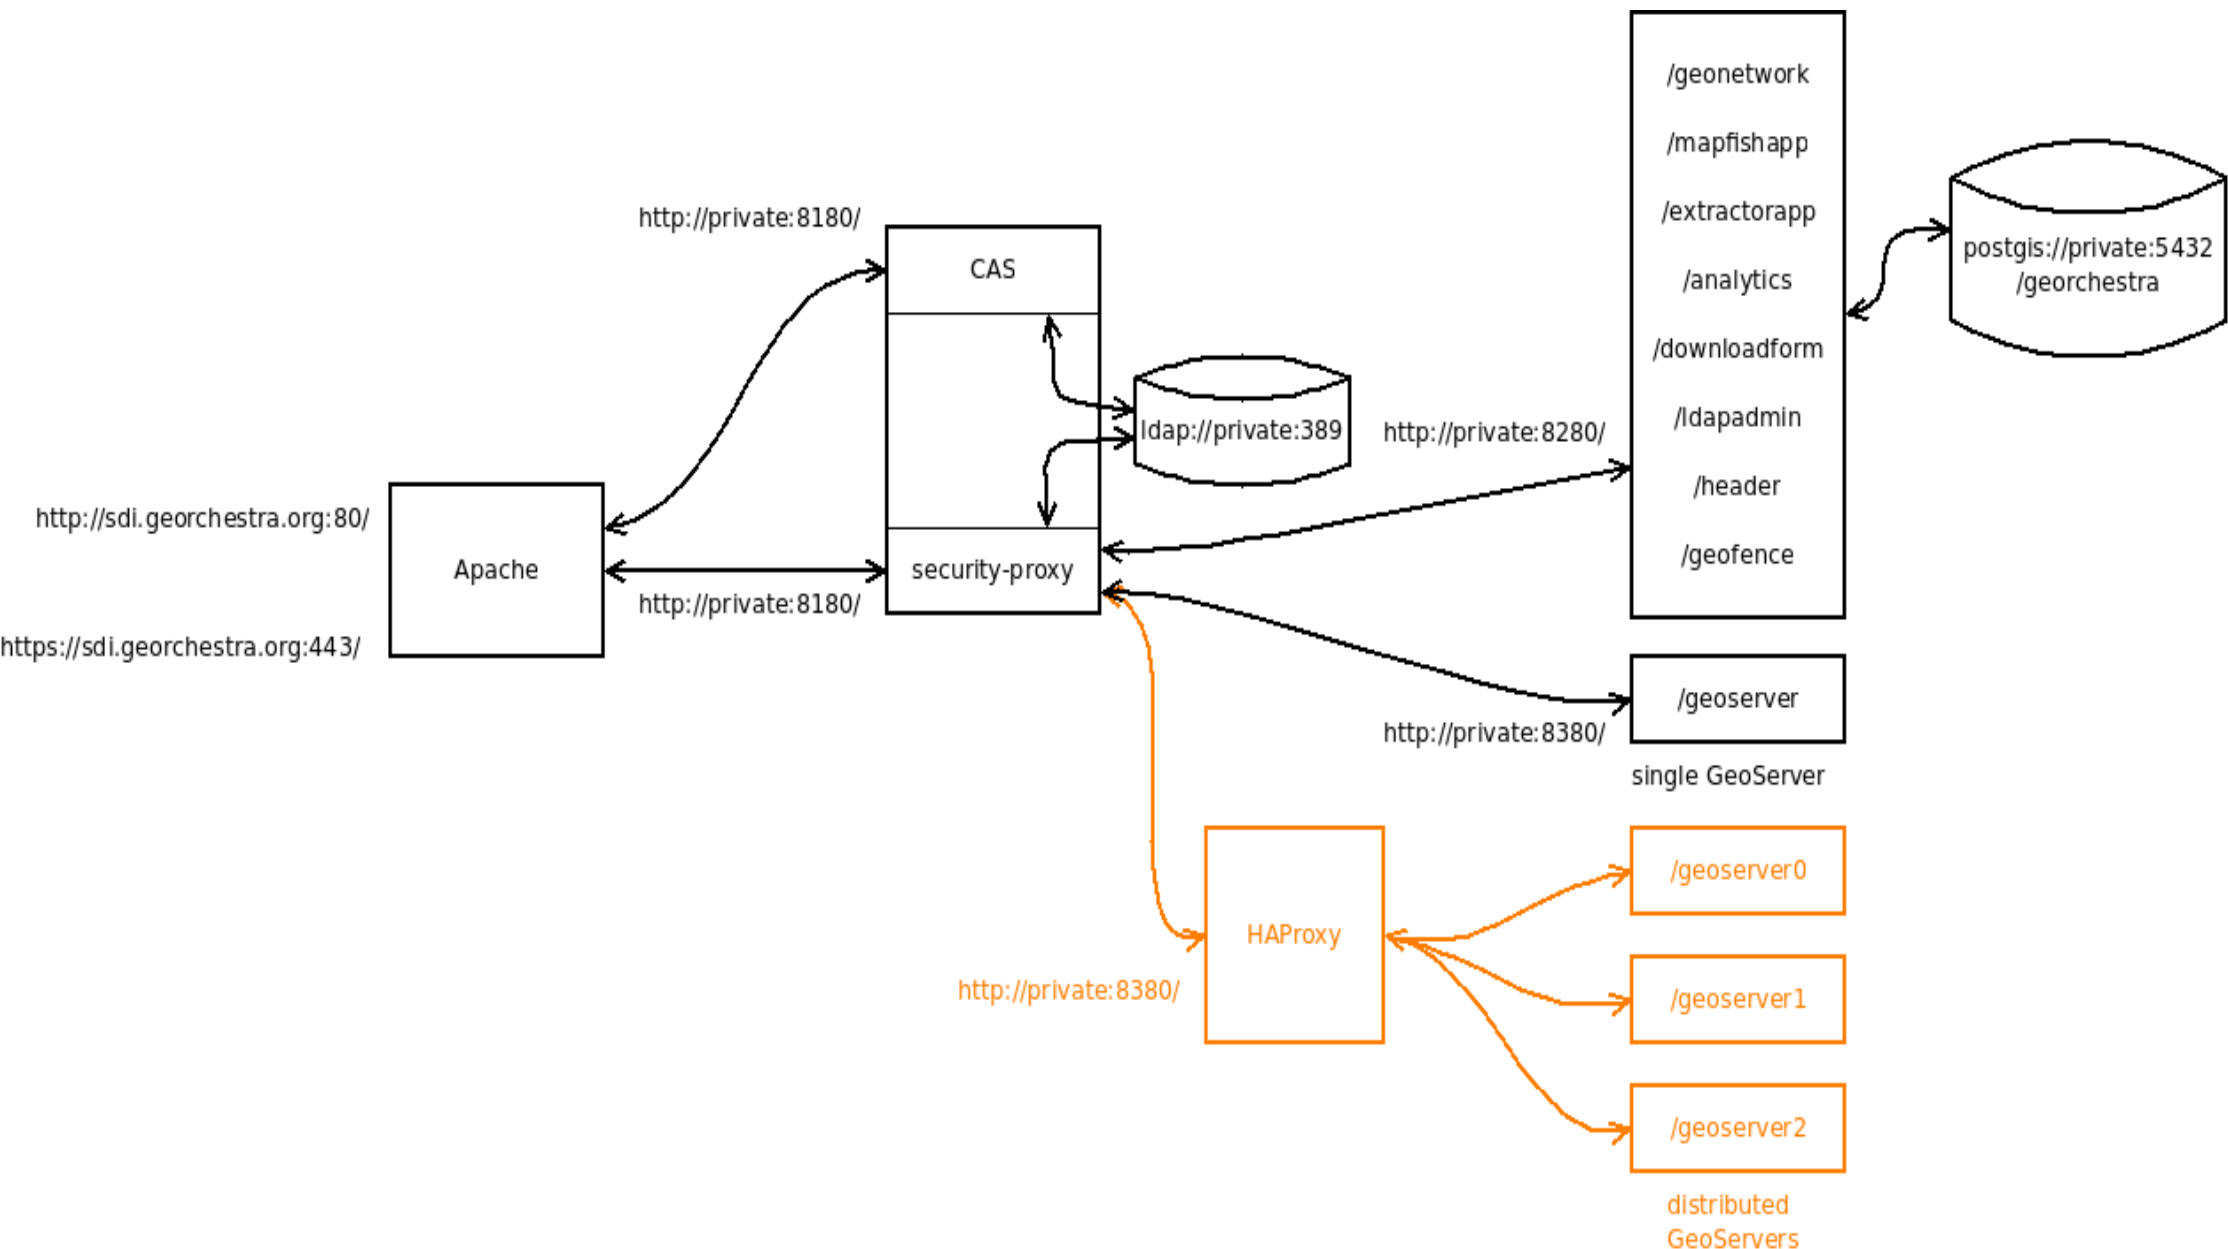 http://sdi.georchestra.org:80/
https://sdi.georchestra.org:443/
Apache
http://private:8180/
http://private:8180/
CAS
security-proxy
ldap://private:389
http://private:8280/
http://private:8380/
/geonetwork
/mapfishapp
/extractorapp
/analytics
/downloadform
/ldapadmin
/header
/geofence
postgis://private:5432
/georchestra
/geoserver
single GeoServer
http://private:8380/
HAProxy
/geoserver0
/geoserver1
/geoserver2
distributed
GeoServers